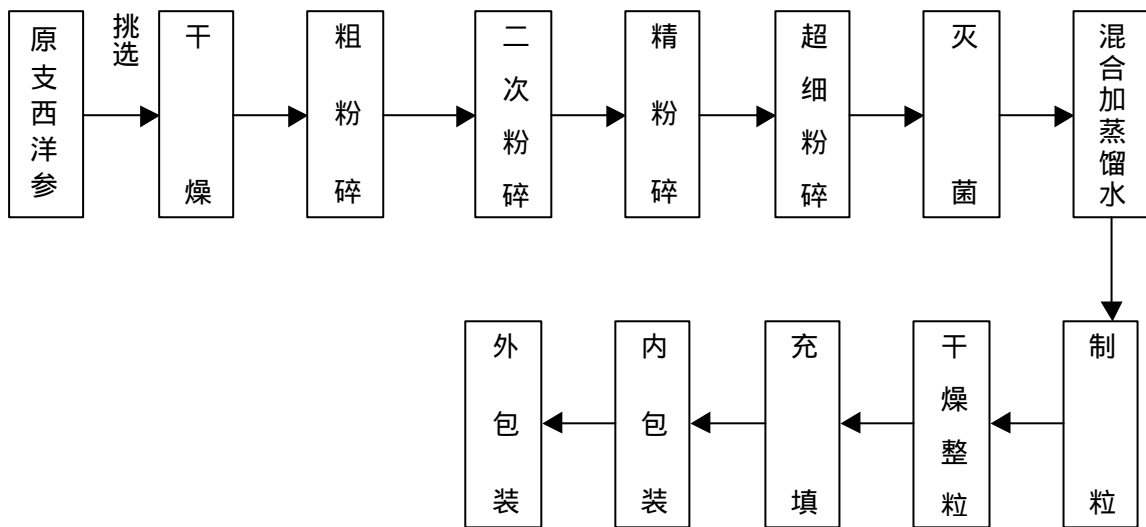 原支西洋参
挑选
干燥
粗粉碎
二次粉碎
精粉碎
超细粉碎
灭菌
混合加蒸馏水
制粒
干燥整粒
充填
内包装
外包装